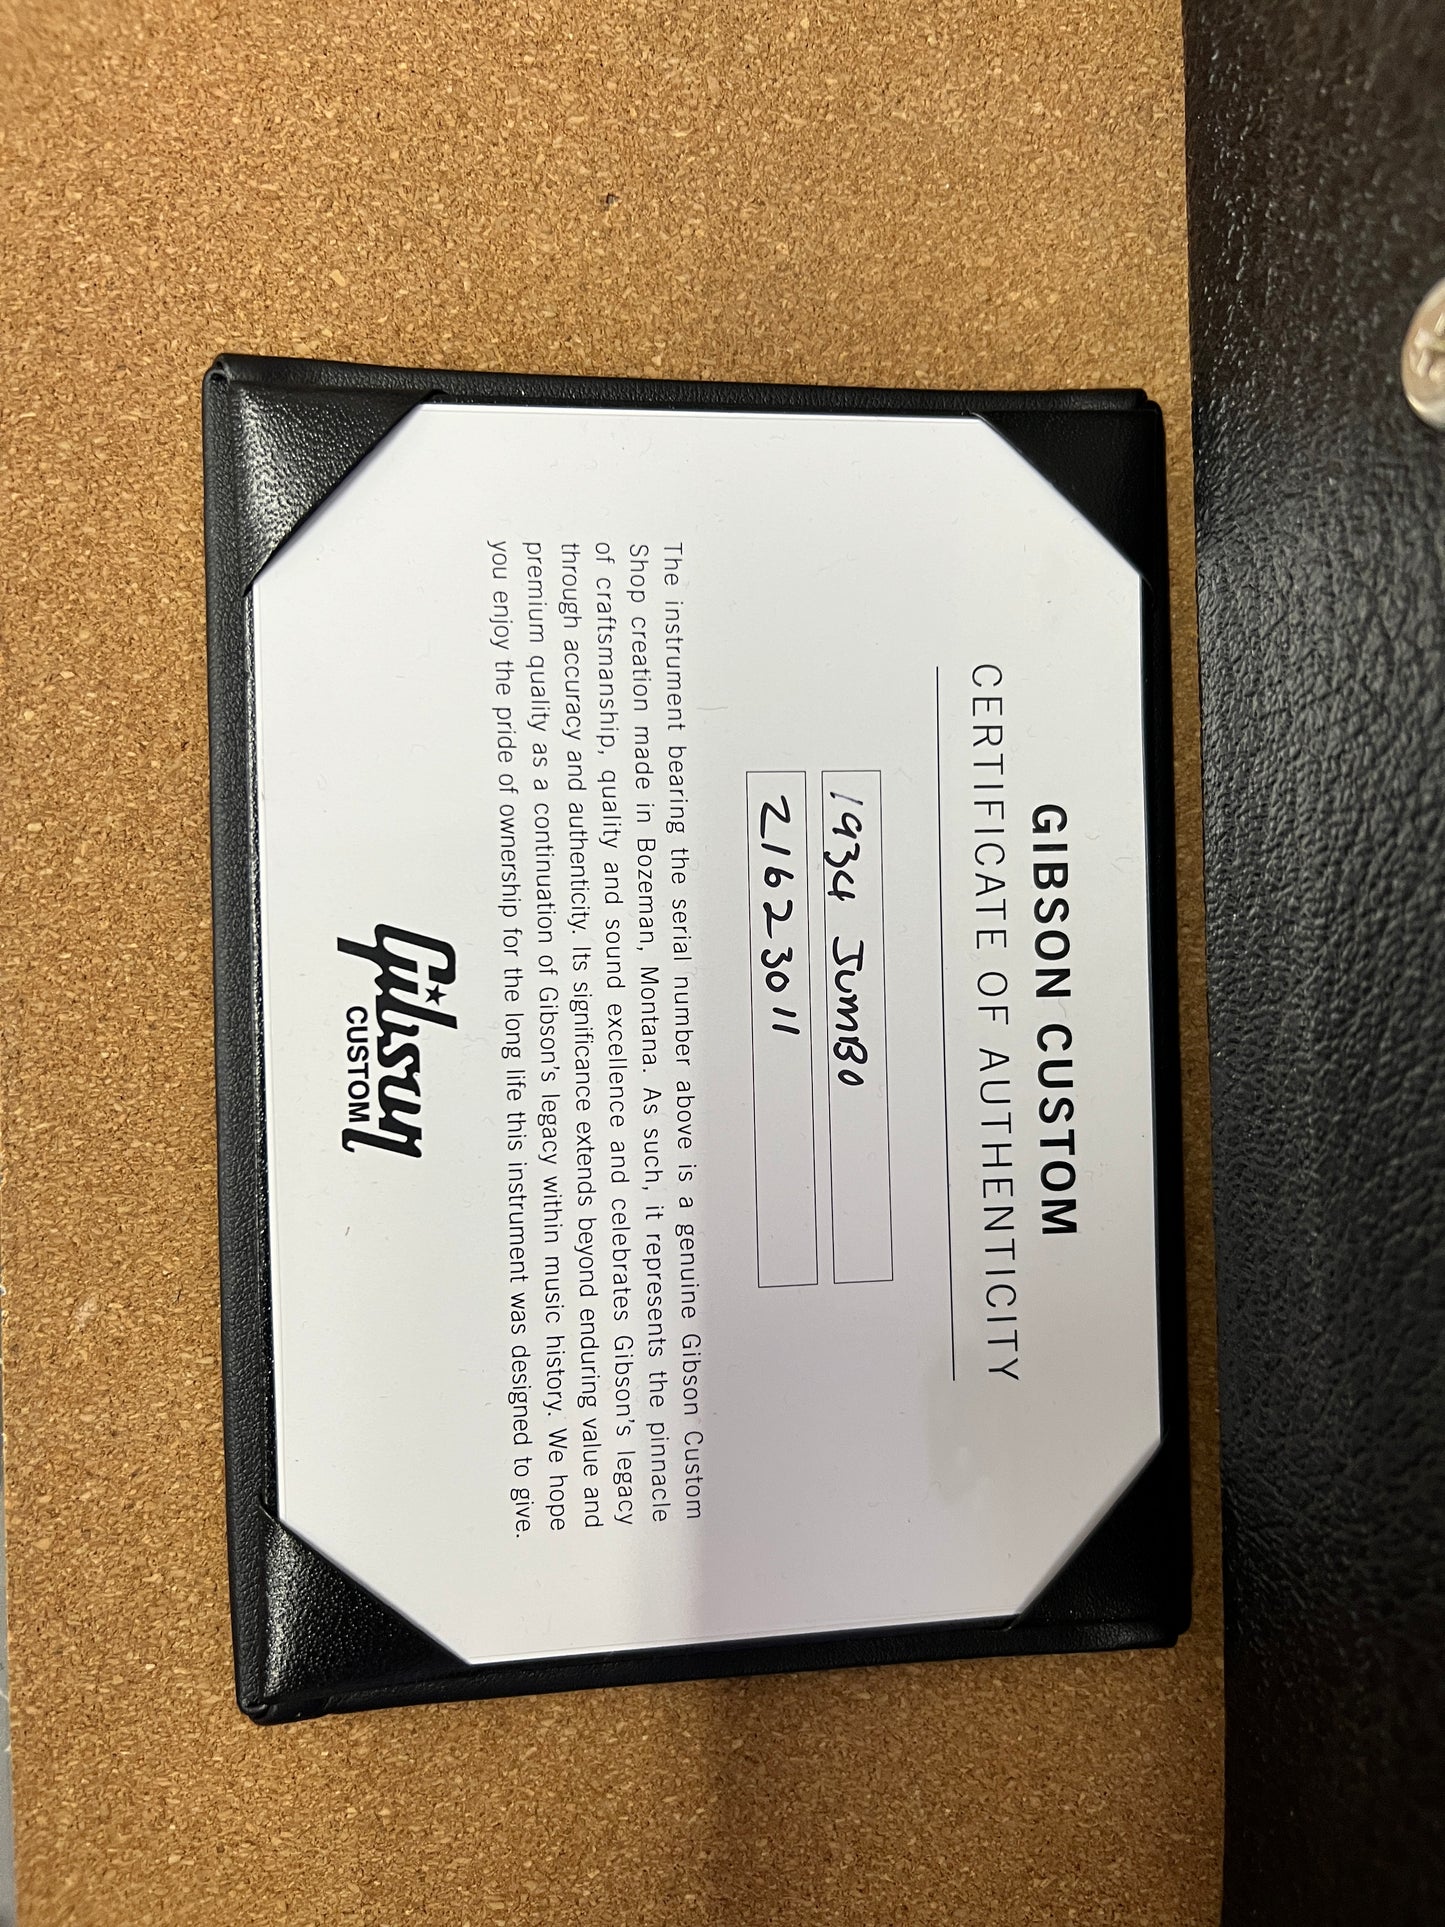 GIBSON CUSTOM
CERTIFICATE OF AUTHENTICITY
1934 JUMBO
21623011
The instrument bearing the serial number above is a genuine Gibson Custom
Shop creation made in Bozeman, Montana. As such, it represents the pinnacle
of craftsmanship, quality and sound excellence and celebrates Gibson's legacy
through accuracy and authenticity. Its significance extends beyond enduring value and
premium quality as a continuation of Gibson's legacy within music history. We hope
you enjoy the pride of ownership for the long life this instrument was designed to give.
Gibson
CUSTOM